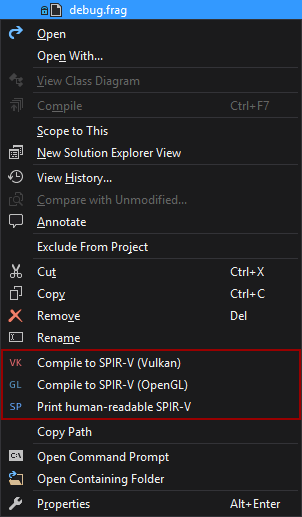 debug.frag
Open
Open With...
View Class Diagram
Compile Ctrl+F7
Scope to This
New Solution Explorer View
View History...
Compare with Unmodified...
Annotate
Exclude From Project
Cut Ctrl+X
Copy Ctrl+C
Remove Del
Rename
VK Compile to SPIR-V (Vulkan)
GL Compile to SPIR-V (OpenGL)
SP Print human-readable SPIR-V
Copy Path
C:\ Open Command Prompt
Open Containing Folder
Properties Alt+Enter